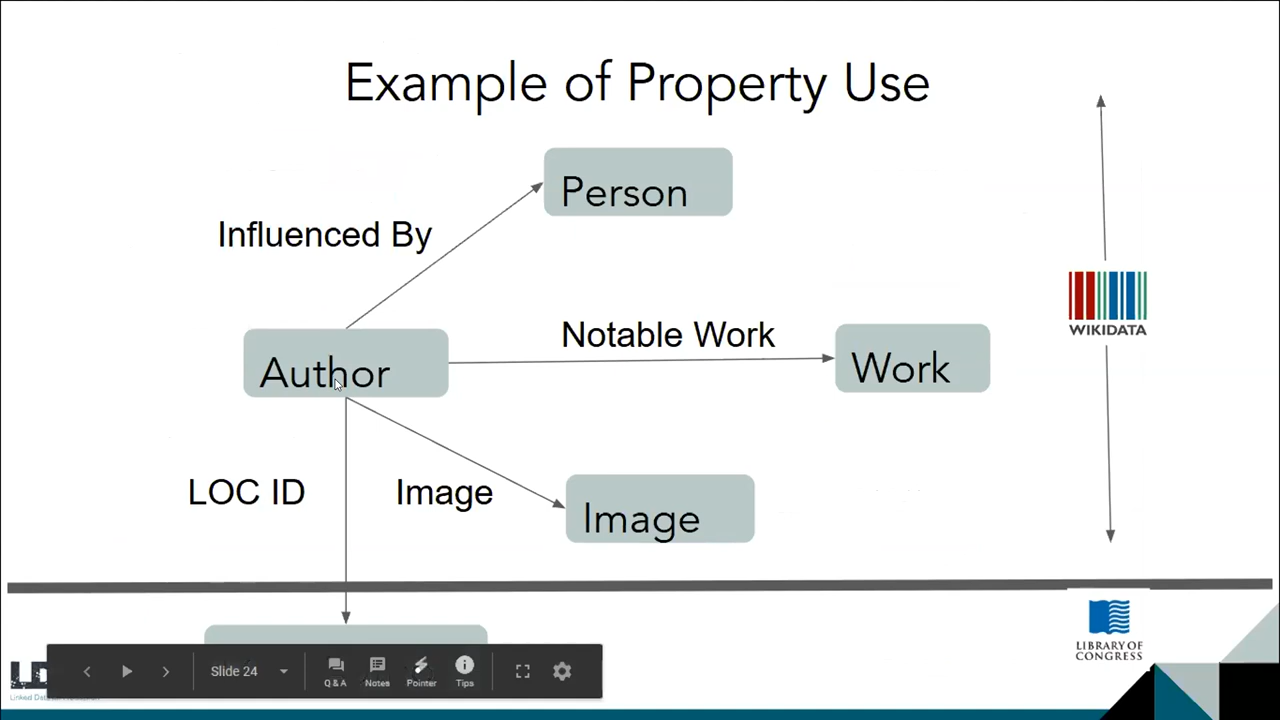 Example of Property Use
Person
Influenced By
Notable Work
WIKIDATA
Author
Work
LOC ID
Image
Image
LIBRARY OF
CONGRESS
LD
Slide 24
Q & A
Notes
Pointer
Tips